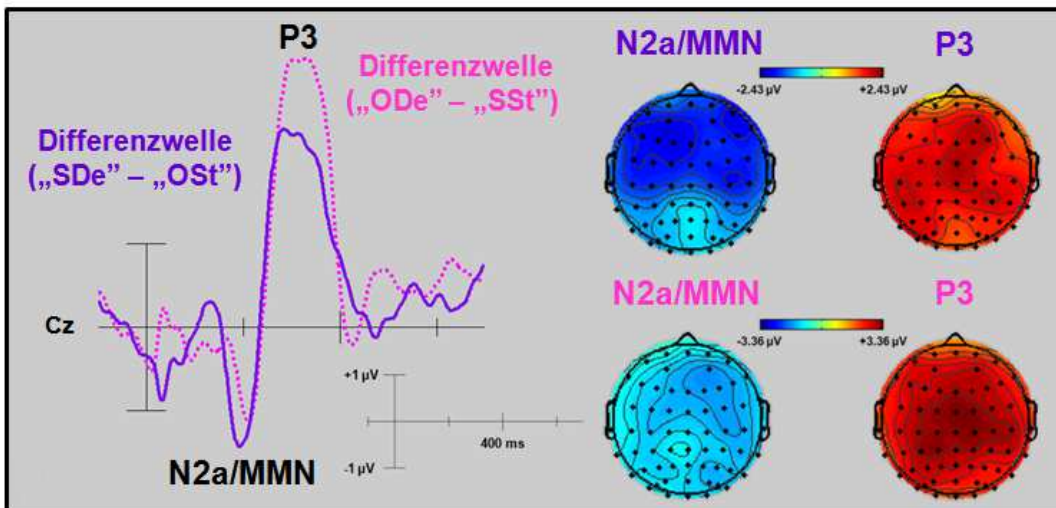 P3
Differenzwelle
(„ODe” – „SSt”)
Differenzwelle
(„SDe” – „OSt”)
Cz
N2a/MMN
+1 µV
400 ms
-1 µV
N2a/MMN
P3
-2.43 µV
+2.43 µV
N2a/MMN
P3
-3.36 µV
+3.36 µV